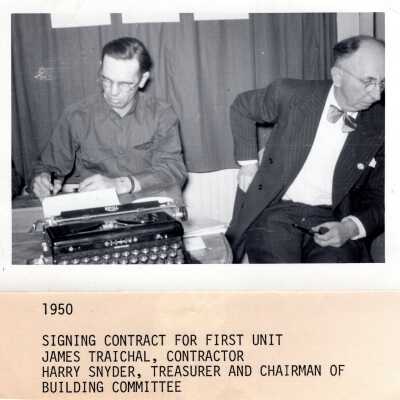 1950
SIGNING CONTRACT FOR FIRST UNIT
JAMES TRAICHAL, CONTRACTOR
HARRY SNYDER, TREASURER AND CHAIRMAN OF
BUILDING COMMITTEE